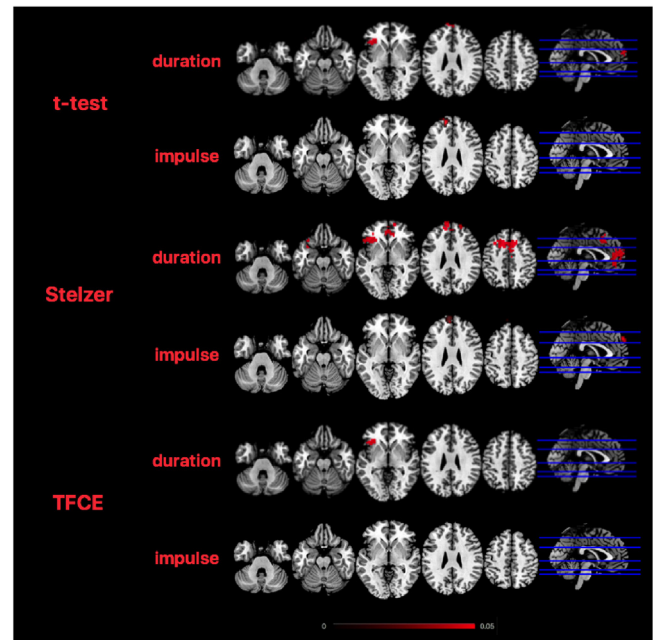 duration
t-test
impulse
duration
Stelzer
impulse
duration
TFCE
impulse
0 0.05